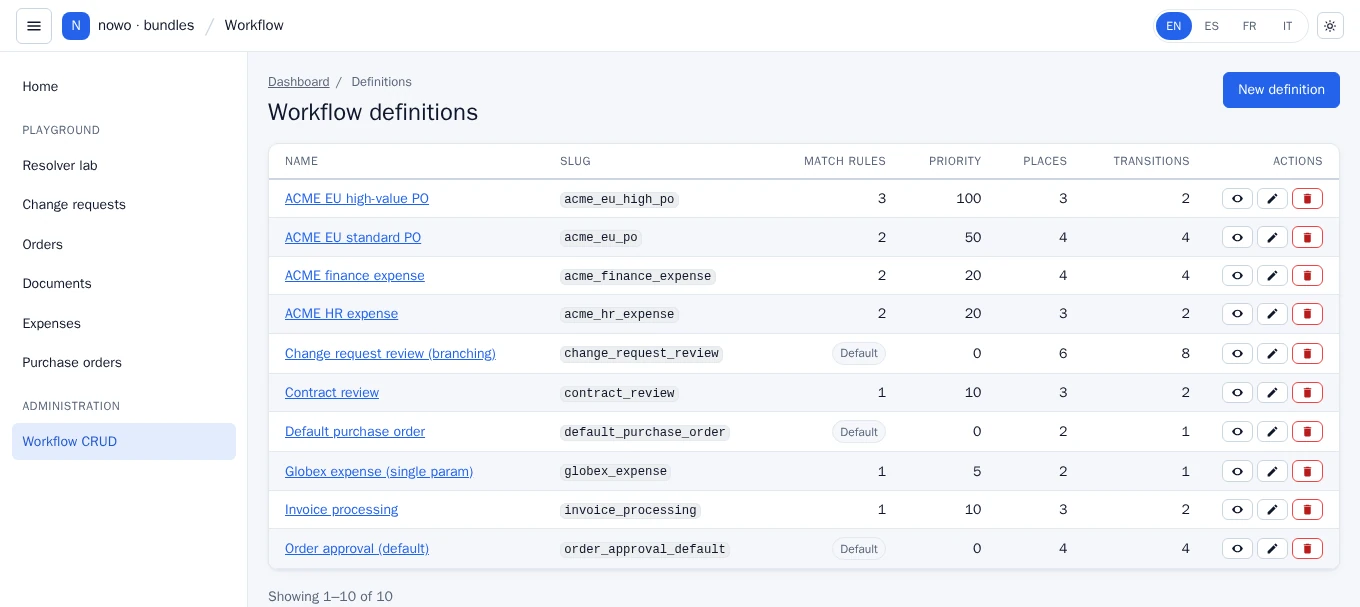 N nowo · bundles / Workflow EN ES FR IT
Home
PLAYGROUND
Resolver lab
Change requests
Orders
Documents
Expenses
Purchase orders
ADMINISTRATION
Workflow CRUD
Dashboard / Definitions
Workflow definitions
New definition
NAME SLUG MATCH RULES PRIORITY PLACES TRANSITIONS ACTIONS
ACME EU high-value PO acme_eu_high_po 3 100 3 2
ACME EU standard PO acme_eu_po 2 50 4 4
ACME finance expense acme_finance_expense 2 20 4 4
ACME HR expense acme_hr_expense 2 20 3 2
Change request review (branching) change_request_review Default 0 6 8
Contract review contract_review 1 10 3 2
Default purchase order default_purchase_order Default 0 2 1
Globex expense (single param) globex_expense 1 5 2 1
Invoice processing invoice_processing 1 10 3 2
Order approval (default) order_approval_default Default 0 4 4
Showing 1–10 of 10